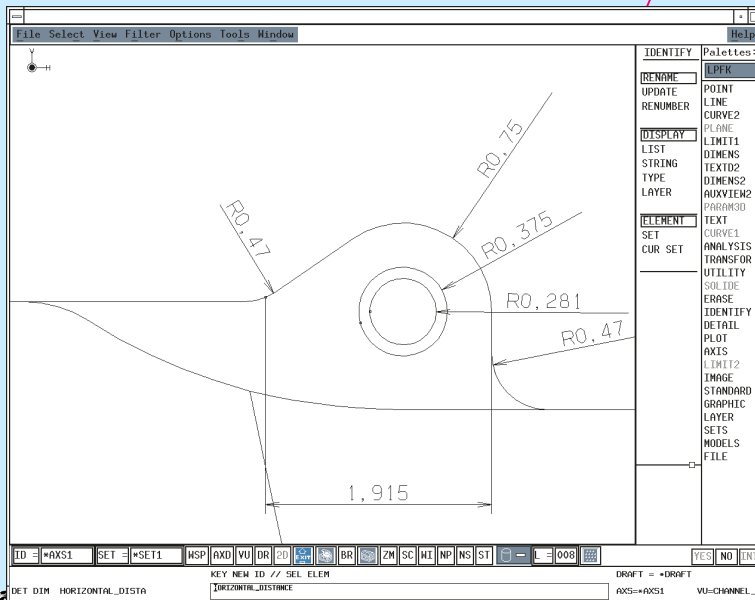 File Select View Filter Options Tools Window Help
Y
H
R0,75
R0,47
R0,375
R0,281
R0,47
1,915
IDENTIFY
RENAME
UPDATE
RENUMBER
DISPLAY
LIST
STRING
TYPE
LAYER
ELEMENT
SET
CUR SET
Palettes:
LPFK
POINT
LINE
CURVE2
PLANE
LIMIT1
DIMENS
TEXTD2
DIMENS2
AUXVIEW2
PARAM3D
TEXT
CURVE1
ANALYSIS
TRANSFOR
UTILITY
SOLIDE
ERASE
IDENTIFY
DETAIL
PLOT
AXIS
LIMIT2
IMAGE
STANDARD
GRAPHIC
LAYER
SETS
MODELS
FILE
ID = *AXS1 SET = *SET1 WSP AXD VU DR 2D EXIT BR ZM SC WI NP NS ST L = 008 YES NO INT
KEY NEW ID // SEL ELEM DRAFT = *DRAFT
DET DIM HORIZONTAL_DISTA IORIZONTAL_DISTANCE AXS=*AXS1 VU=CHANNEL